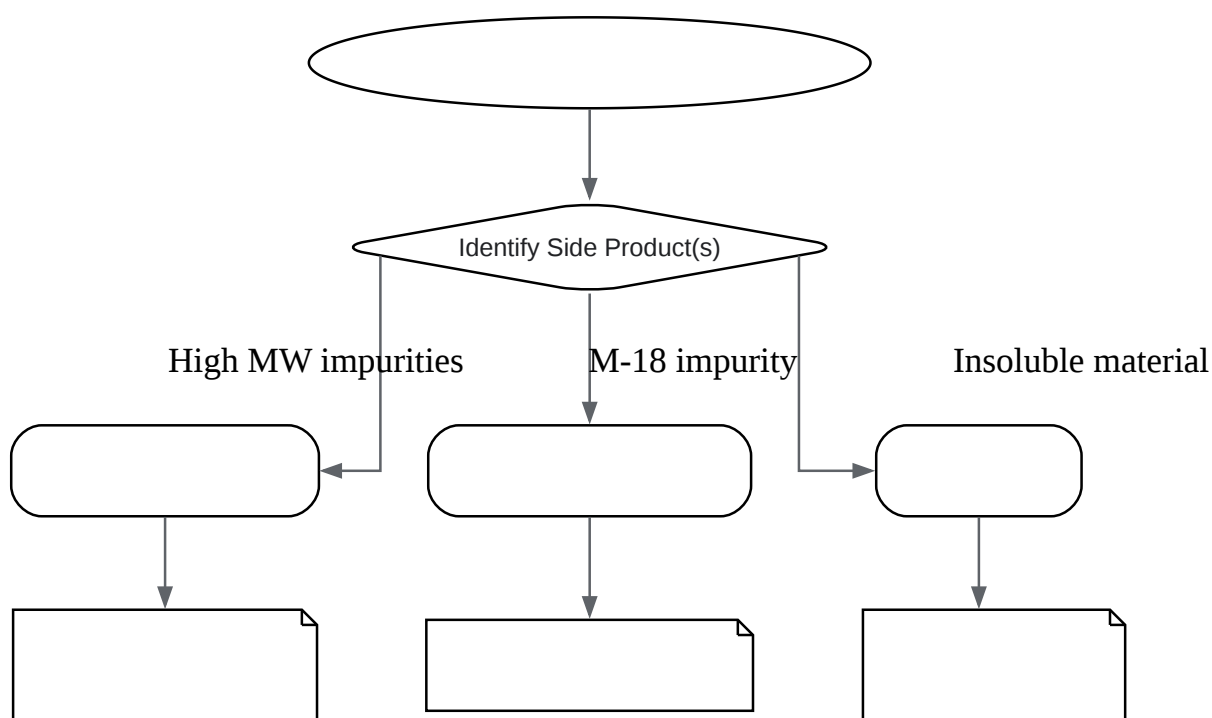 Identify Side Product(s)
High MW impurities
M-18 impurity
Insoluble material